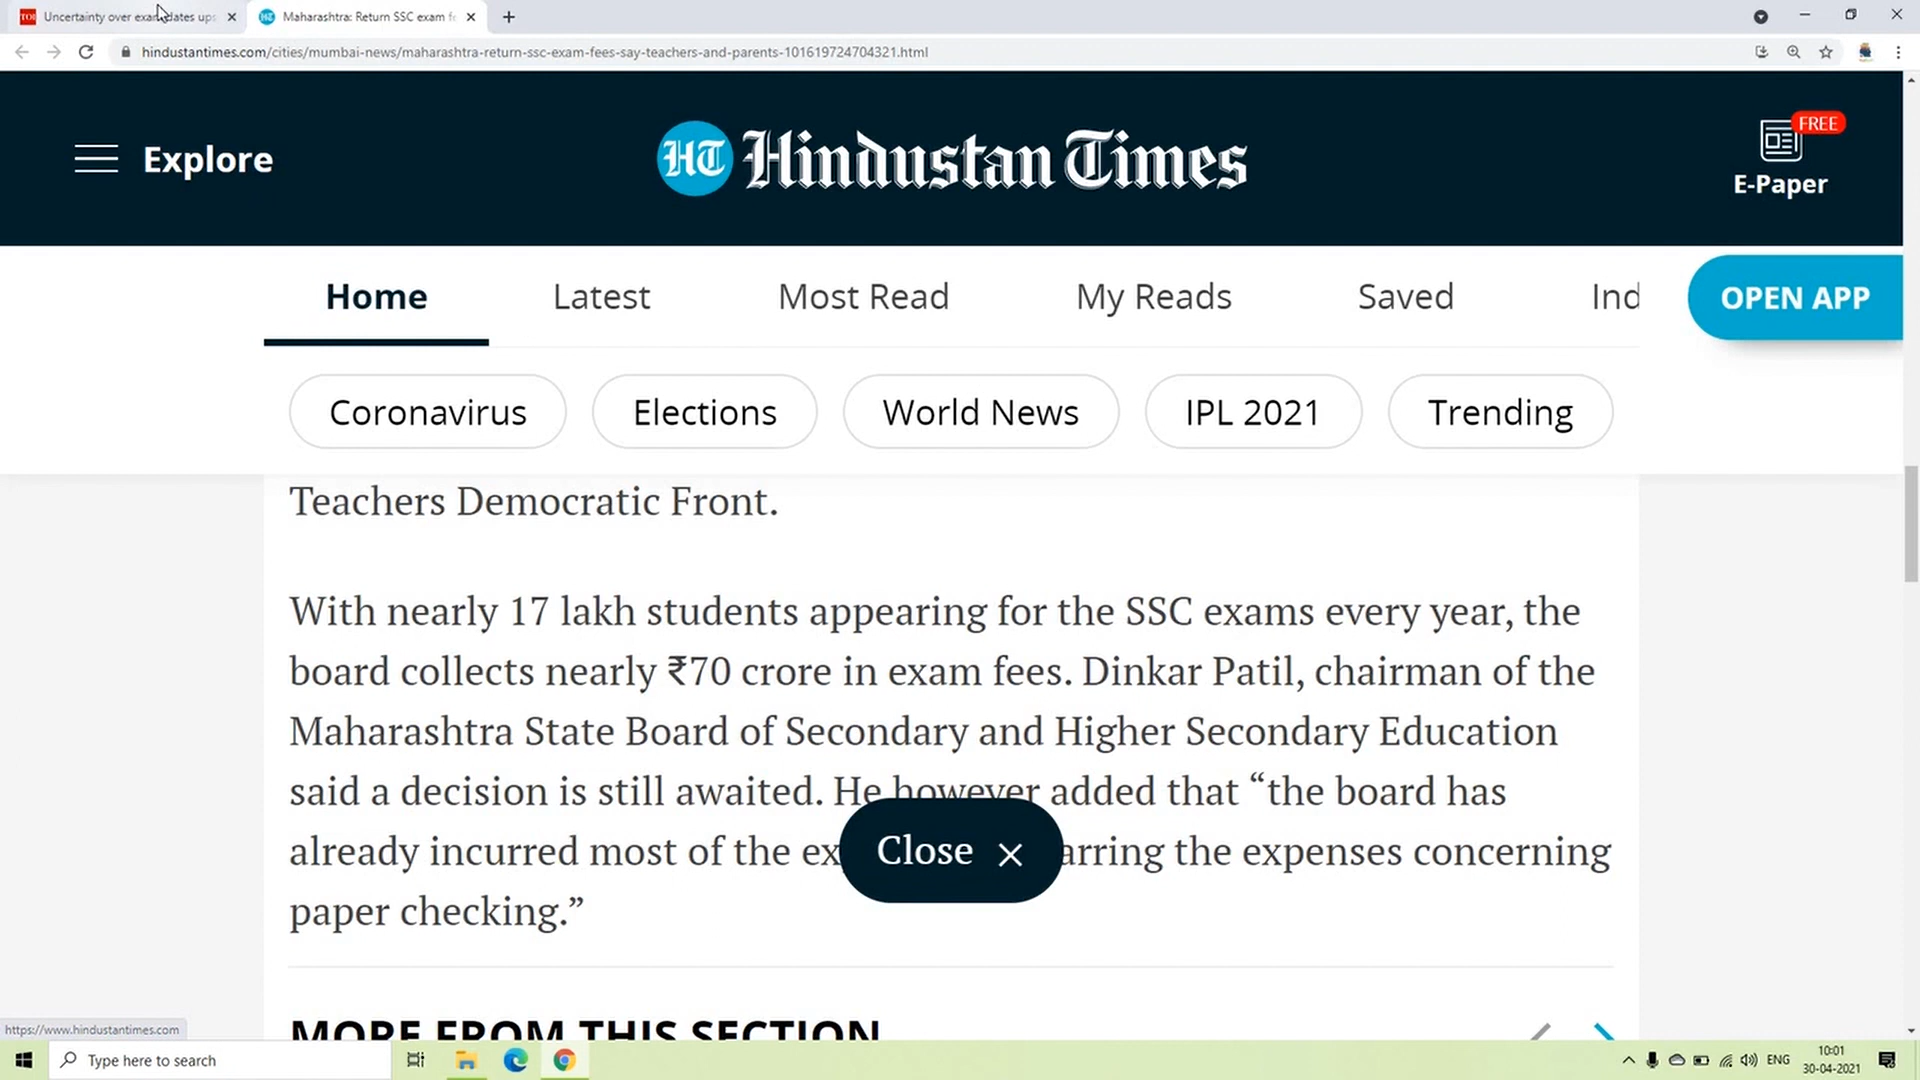 Uncertainty over exam dates ups
Maharashtra: Return SSC exam fe
hindustantimes.com/cities/mumbai-news/maharashtra-return-ssc-exam-fees-say-teachers-and-parents-101619724704321.html
Explore
HT Hindustan Times
FREE
E-Paper
Home Latest Most Read My Reads Saved Ind
OPEN APP
Coronavirus Elections World News IPL 2021 Trending
Teachers Democratic Front.
With nearly 17 lakh students appearing for the SSC exams every year, the
board collects nearly ₹70 crore in exam fees. Dinkar Patil, chairman of the
Maharashtra State Board of Secondary and Higher Secondary Education
said a decision is still awaited. He however added that “the board has
already incurred most of the ex arring the expenses concerning
Close ×
paper checking.”
MORE FROM THIS SECTION
https://www.hindustantimes.com
Type here to search
ENG
10:01
30-04-2021